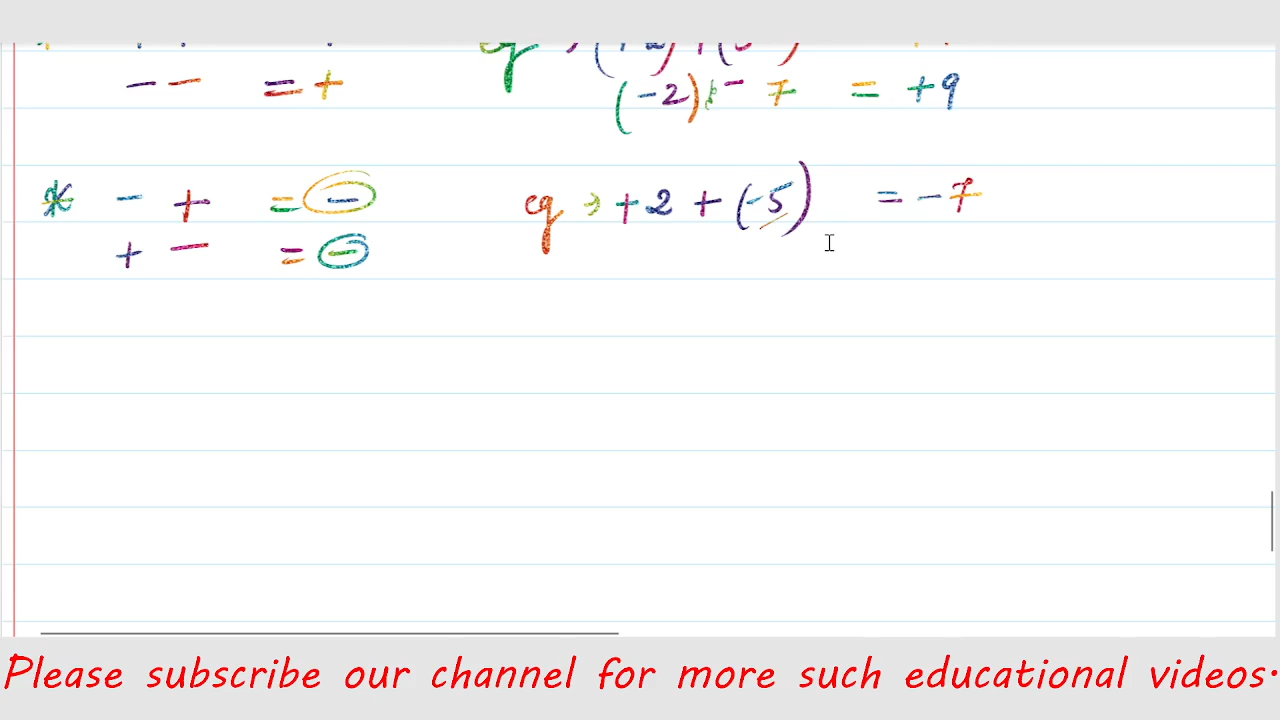 - - = + (-2) + - 7 = +9
* - + = - eg → +2 + (-5) = -7
+ - = -
Please subscribe our channel for more such educational videos.